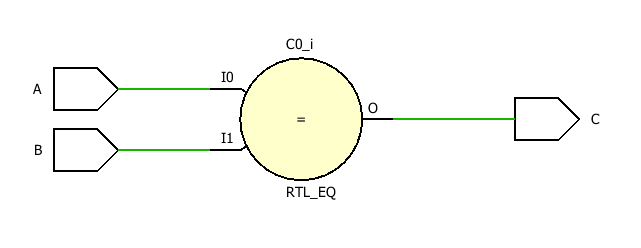 C0_i
A
I0
I1
B
=
O
C
RTL_EQ